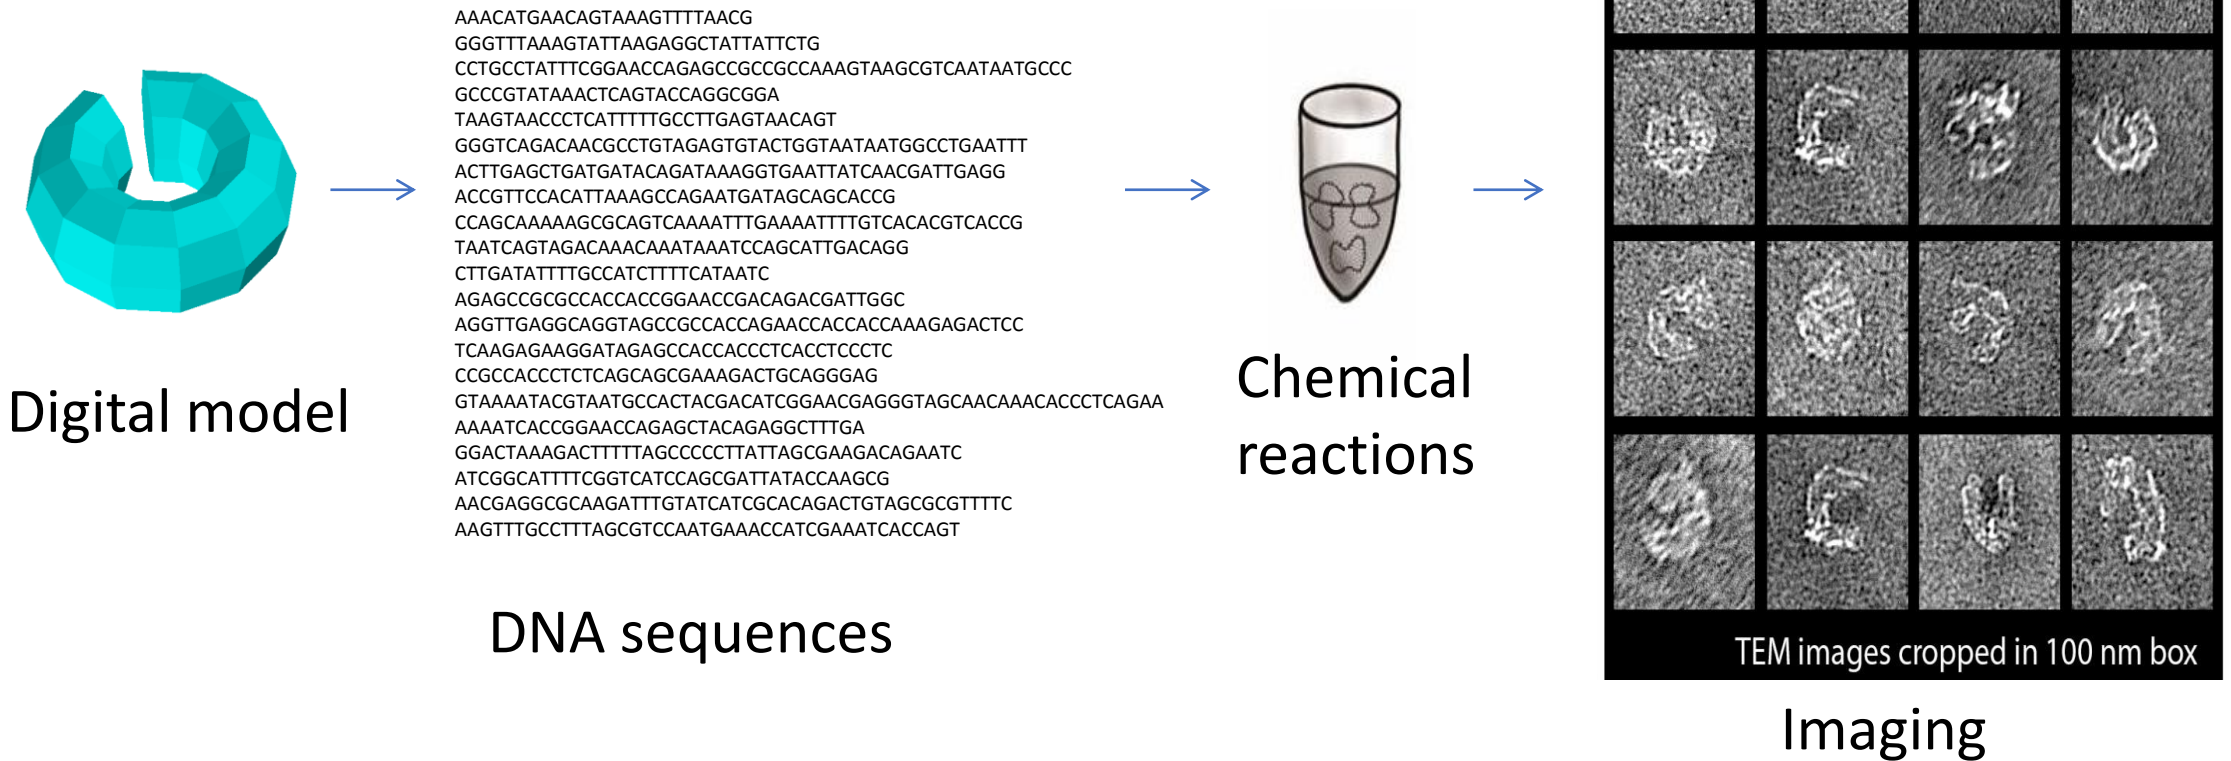 Digital model
AAACATGAACAGTAAAGTTTTAACG
GGGTTTAAAGTATTAAGAGGCTATTATTCTG
CCTGCCTATTTCGGAACCAGAGCCGCCGCCAAAGTAAGCGTCAATAATGCCC
GCCCGTATAAACTCAGTACCAGGCGGA
TAAGTAACCCTCATTTTTGCCTTGAGTAACAGT
GGGTCAGACAACGCCTGTAGAGTGTACTGGTAATAATGGCCTGAATTT
ACTTGAGCTGATGATACAGATAAAGGTGAATTATCAACGATTGAGG
ACCGTTCCACATTAAAGCCAGAATGATAGCAGCACCG
CCAGCAAAAAGCGCAGTCAAAATTTGAAAATTTTGTCACACGTCACCG
TAATCAGTAGACAAACAAATAAATCCAGCATTGACAGG
CTTGATATTTTGCCATCTTTTCATAATC
AGAGCCGCGCCACCACCGGAACCGACAGACGATTGGC
AGGTTGAGGCAGGTAGCCGCCACCAGAACCACCACCAAAGAGACTCC
TCAAGAGAAGGATAGAGCCACCACCCTCACCTCCCTC
CCGCCACCCTCTCAGCAGCGAAAGACTGCAGGGAG
GTAAAATACGTAATGCCACTACGACATCGGAACGAGGGTAGCAACAAACACCCTCAGAA
AAAATCACCGGAACCAGAGCTACAGAGGCTTTGA
GGACTAAAGACTTTTTAGCCCCCTTATTAGCGAAGACAGAATC
ATCGGCATTTTCGGTCATCCAGCGATTATACCAAGCG
AACGAGGCGCAAGATTTGTATCATCGCACAGACTGTAGCGCGTTTTC
AAGTTTGCCTTTAGCGTCCAATGAAACCATCGAAATCACCAGT
DNA sequences
Chemical
reactions
TEM images cropped in 100 nm box
Imaging